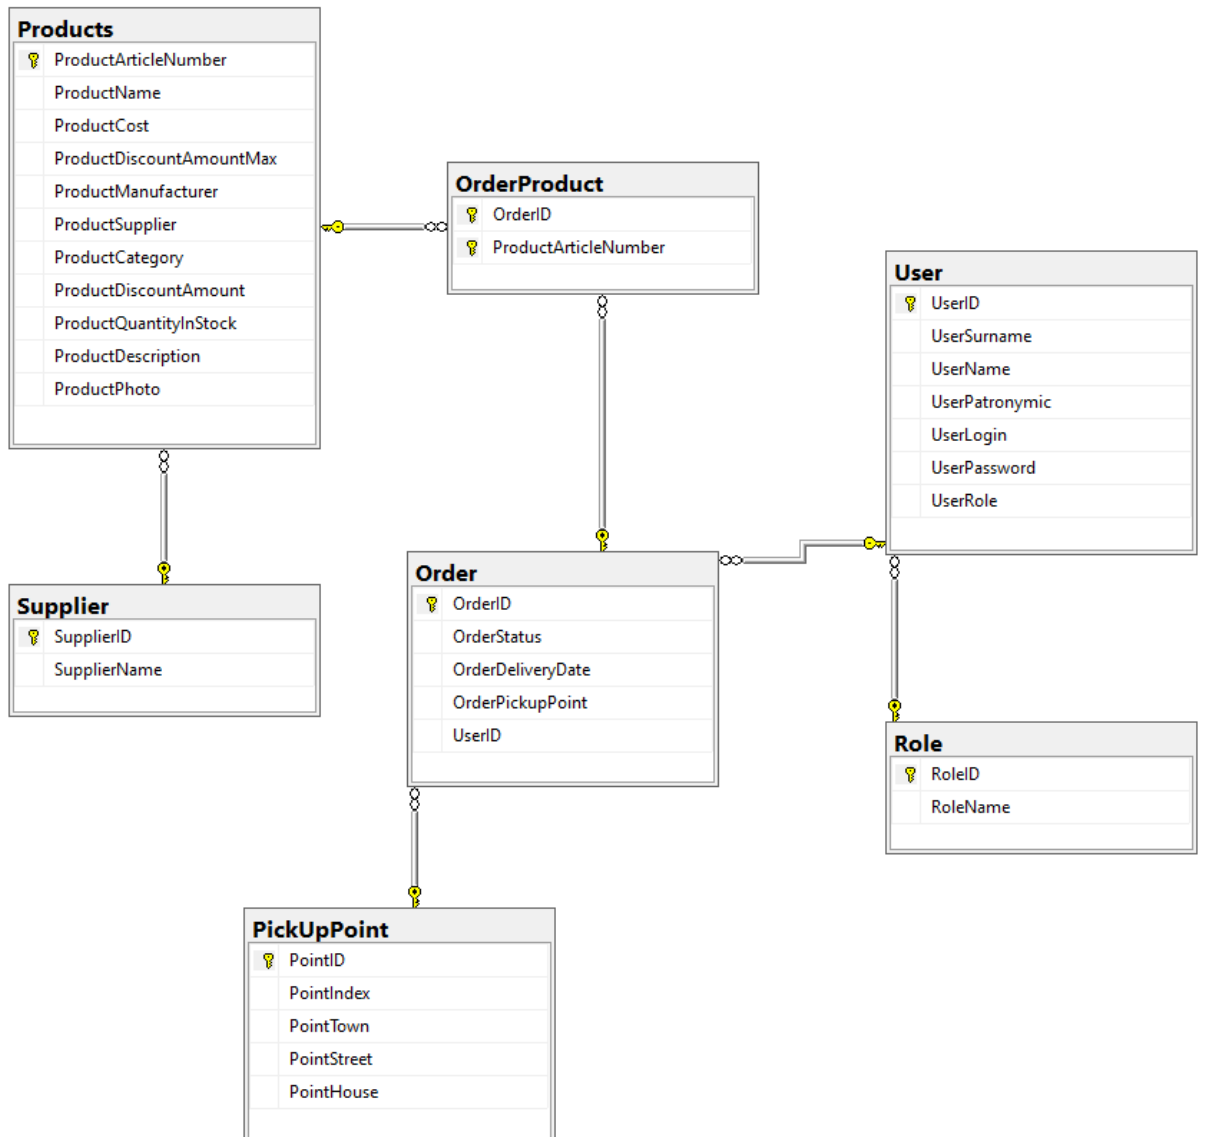 Products
ProductArticleNumber
ProductName
ProductCost
ProductDiscountAmountMax
ProductManufacturer
ProductSupplier
ProductCategory
ProductDiscountAmount
ProductQuantityInStock
ProductDescription
ProductPhoto
OrderProduct
OrderID
ProductArticleNumber
User
UserID
UserSurname
UserName
UserPatronymic
UserLogin
UserPassword
UserRole
Supplier
SupplierID
SupplierName
Order
OrderID
OrderStatus
OrderDeliveryDate
OrderPickupPoint
UserID
Role
RoleID
RoleName
PickUpPoint
PointID
PointIndex
PointTown
PointStreet
PointHouse